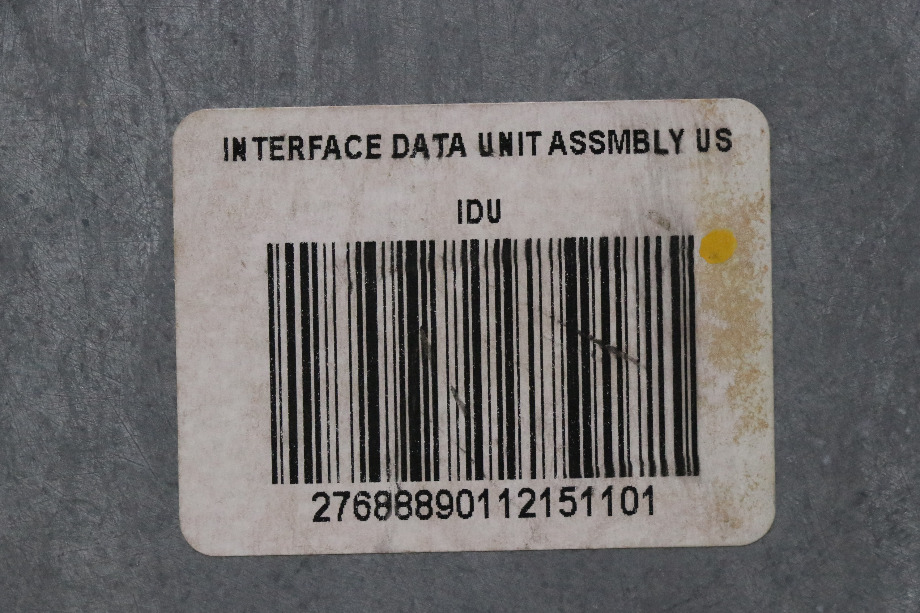 INTERFACE DATA UNIT ASSMBLY US
IDU
27688890112151101